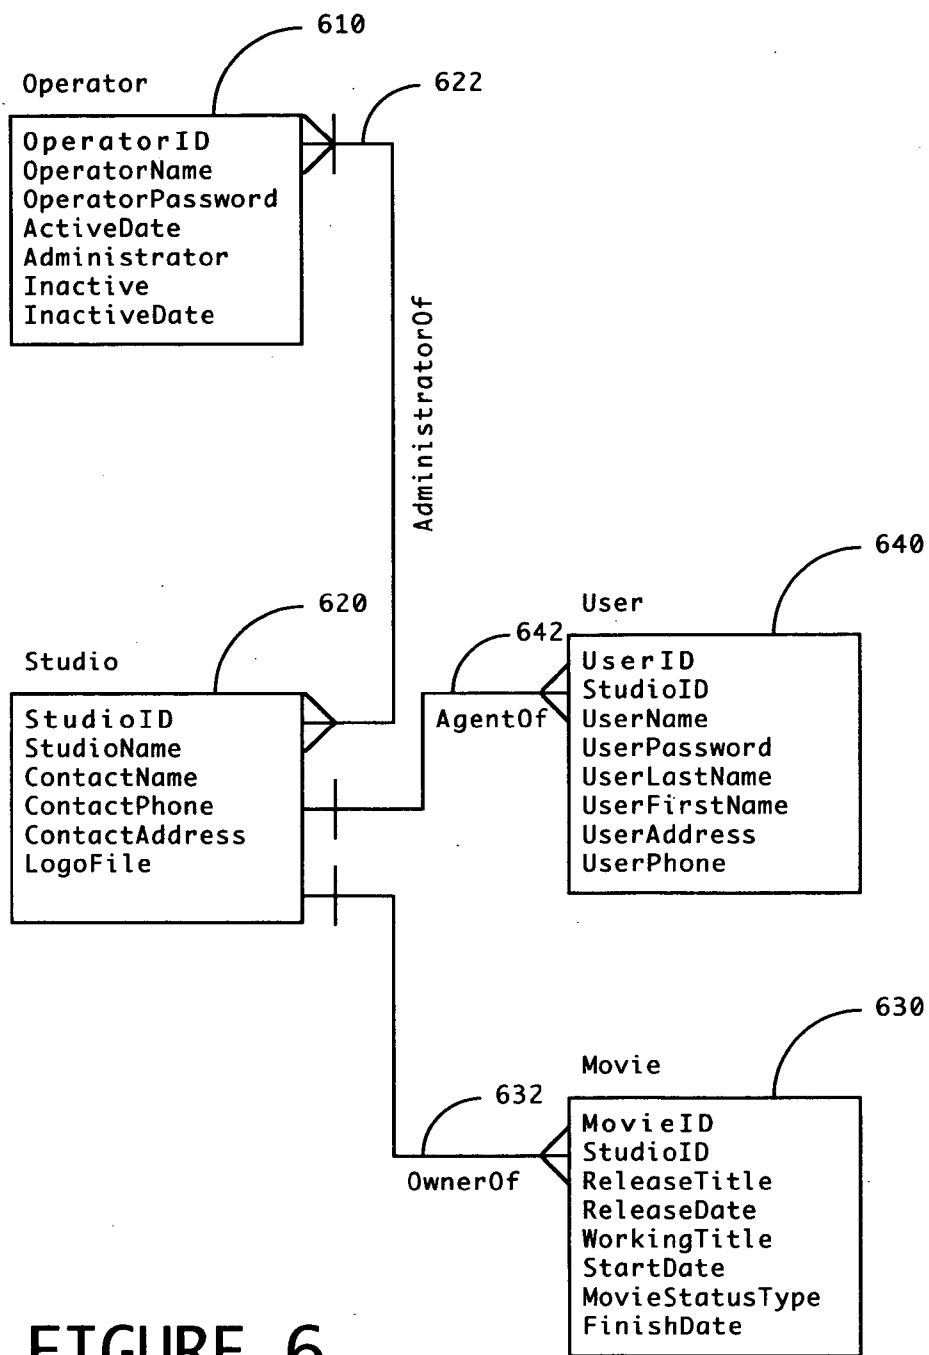 610
Operator
622
OperatorID
OperatorName
OperatorPassword
ActiveDate
Administrator
Inactive
InactiveDate
AdministratorOf
640
620
User
642
Studio
UserID
StudioID
UserName
UserPassword
UserLastName
UserFirstName
UserAddress
UserPhone
AgentOf
StudioID
StudioName
ContactName
ContactPhone
ContactAddress
LogoFile
630
Movie
632
MovieID
StudioID
ReleaseTitle
ReleaseDate
WorkingTitle
StartDate
MovieStatusType
FinishDate
OwnerOf
FIGURE 6